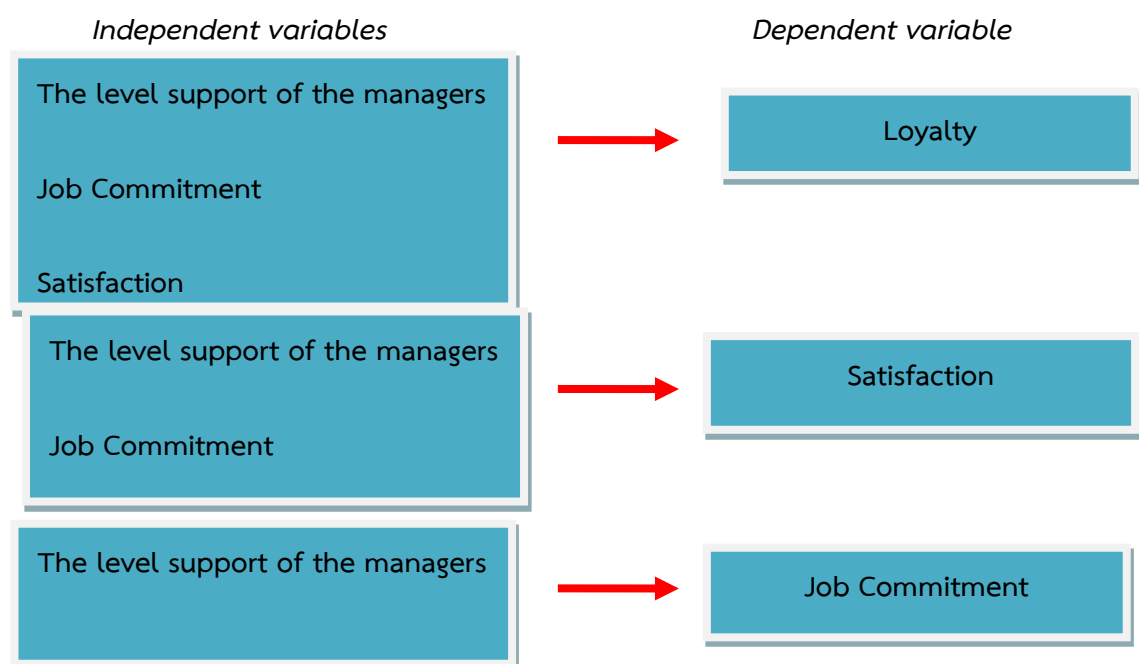 Independent variables
Dependent variable
The level support of the managers
Job Commitment
Satisfaction
Loyalty
The level support of the managers
Job Commitment
Satisfaction
The level support of the managers
Job Commitment